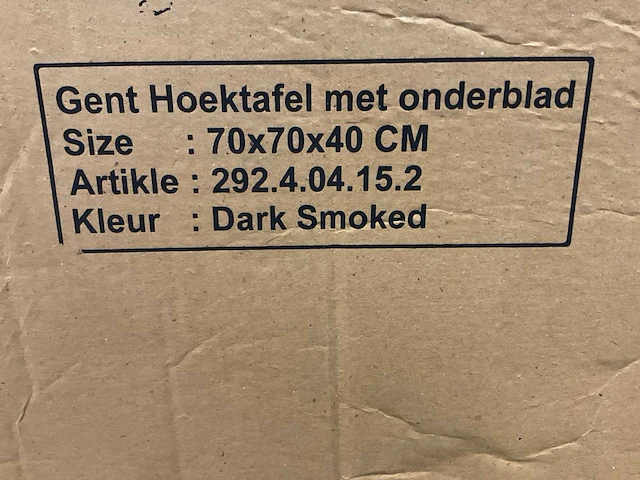 Gent Hoektafel met onderblad
Size : 70x70x40 CM
Artikle : 292.4.04.15.2
Kleur : Dark Smoked